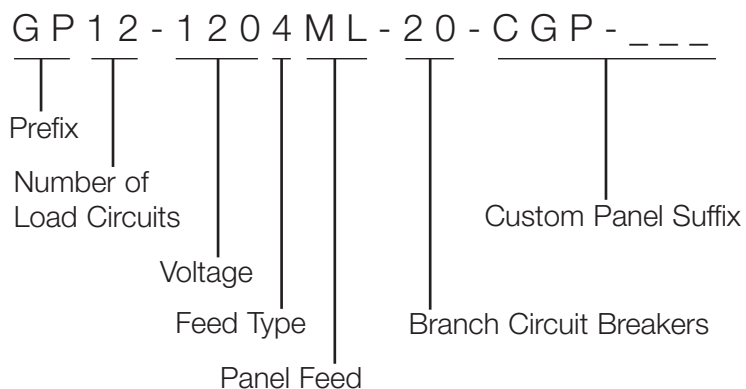 GP12-1204ML-20-CGP-___
Prefix
Number of
Load Circuits
Custom Panel Suffix
Voltage
Feed Type
Branch Circuit Breakers
Panel Feed